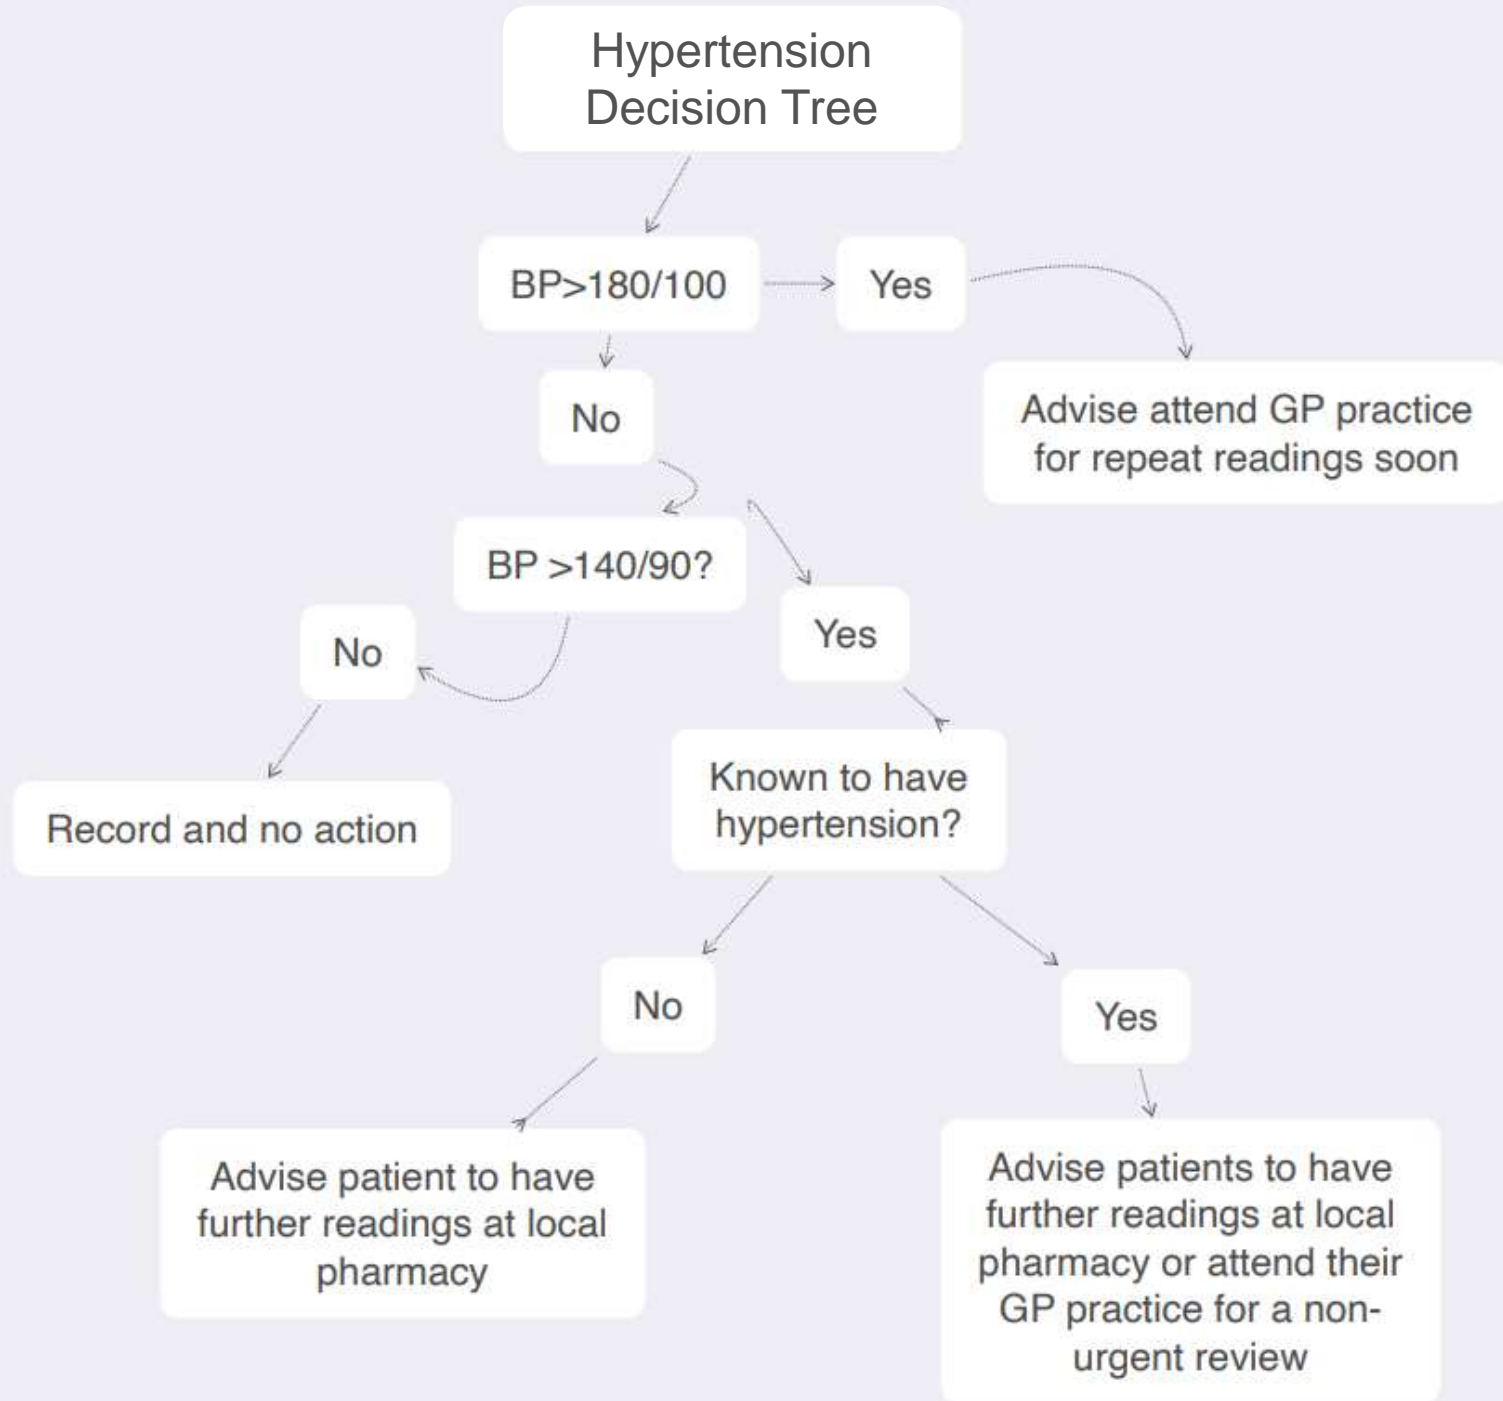 Hypertension
Decision Tree
BP>180/100
Yes
No
Advise attend GP practice
for repeat readings soon
BP >140/90?
Yes
No
Record and no action
Known to have
hypertension?
No
Yes
Advise patient to have
further readings at local
pharmacy
Advise patients to have
further readings at local
pharmacy or attend their
GP practice for a non-
urgent review